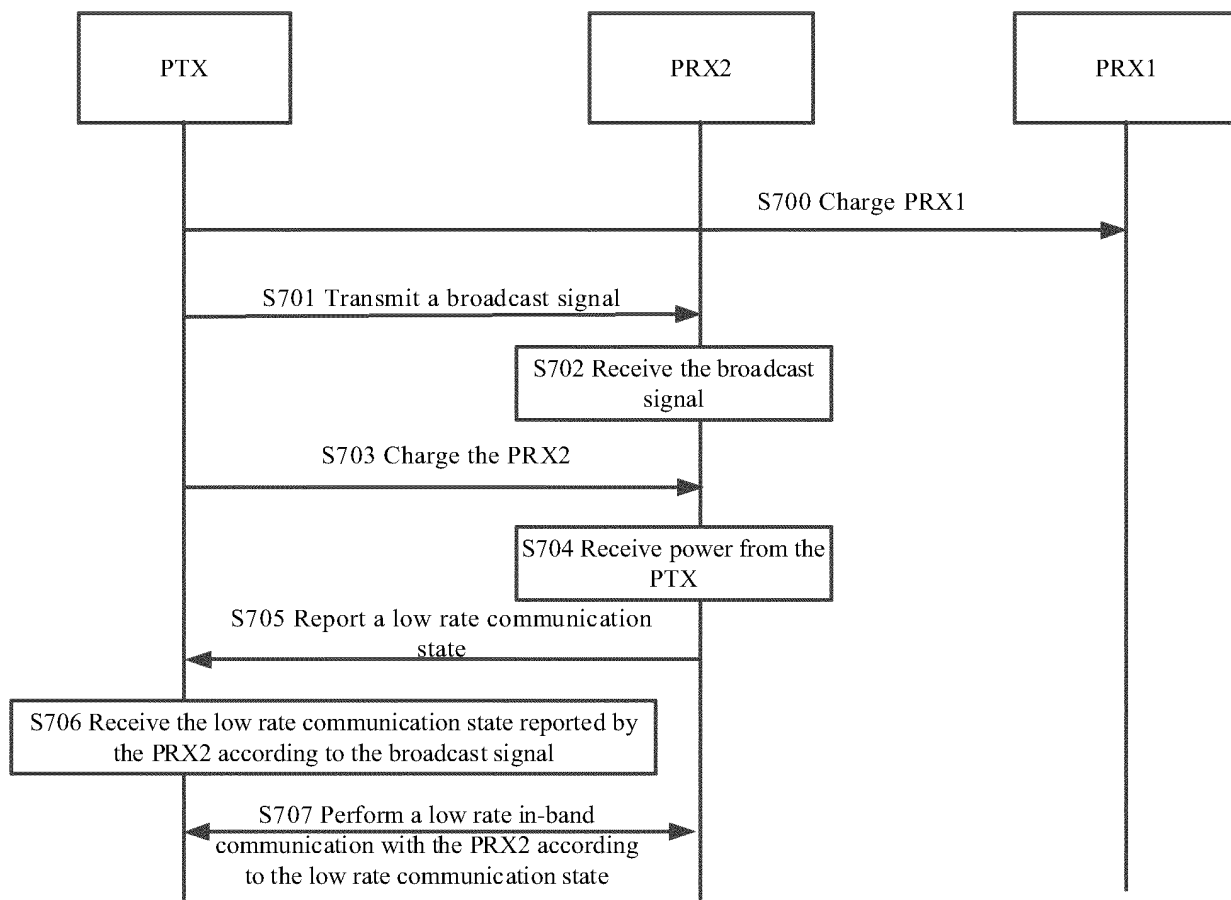 PTX
PRX2
PRX1
S700 Charge PRX1
S701 Transmit a broadcast signal
S702 Receive the broadcast
signal
S703 Charge the PRX2
S704 Receive power from the
PTX
S705 Report a low rate communication
state
S706 Receive the low rate communication state reported by
the PRX2 according to the broadcast signal
S707 Perform a low rate in-band
communication with the PRX2 according
to the low rate communication state